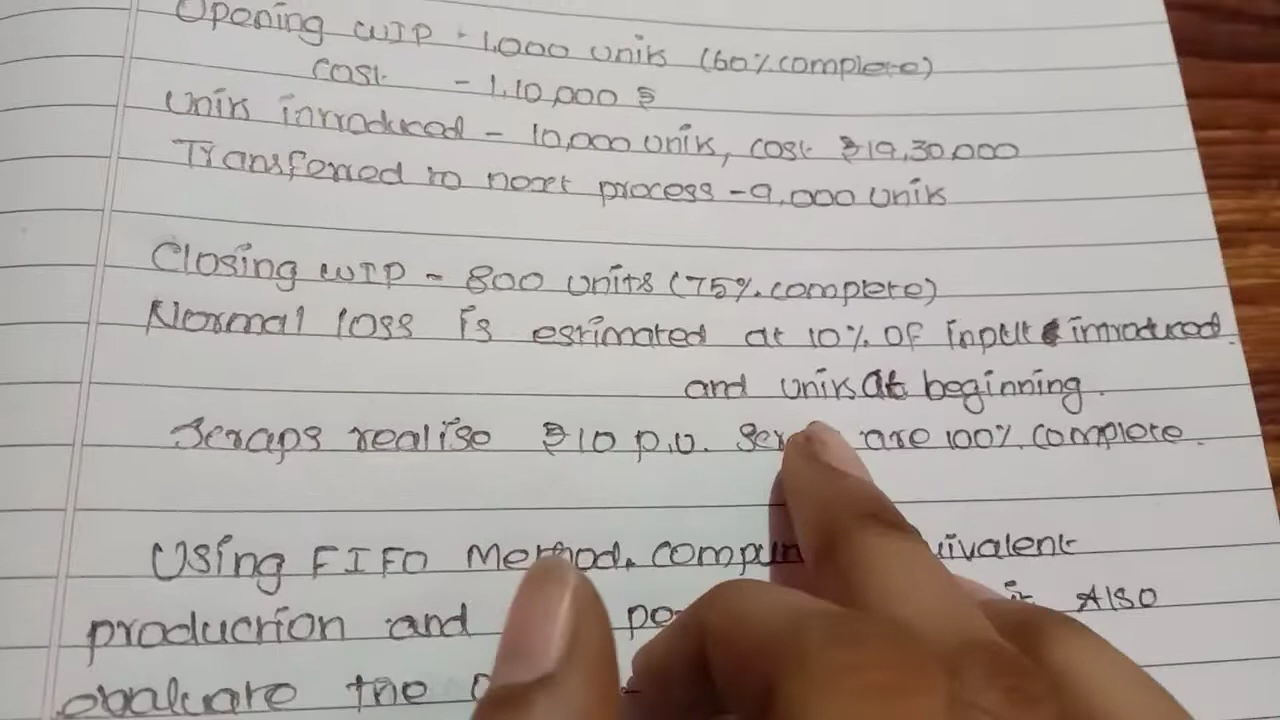 Opening WIP - 1,000 units (60% complete)
cost - 1,10,000 ₹
Units introduced - 10,000 units, cost ₹19,30,000
Transferred to next process - 9,000 units
Closing WIP - 800 units (75% complete)
Normal loss is estimated at 10% of input introduced
and units at beginning.
Scraps realise ₹10 p.u. are 100% complete.
Using FIFO Method,
production and Also
evaluate the